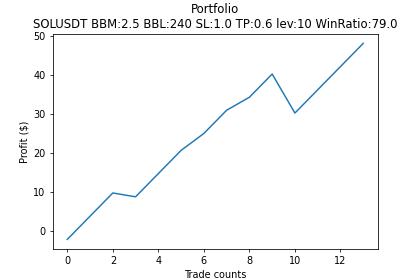 Portfolio
SOLUSDT BBM:2.5 BBL:240 SL:1.0 TP:0.6 lev:10 WinRatio:79.0
50
40
30
20
10
0
Profit ($)
0 2 4 6 8 10 12
Trade counts